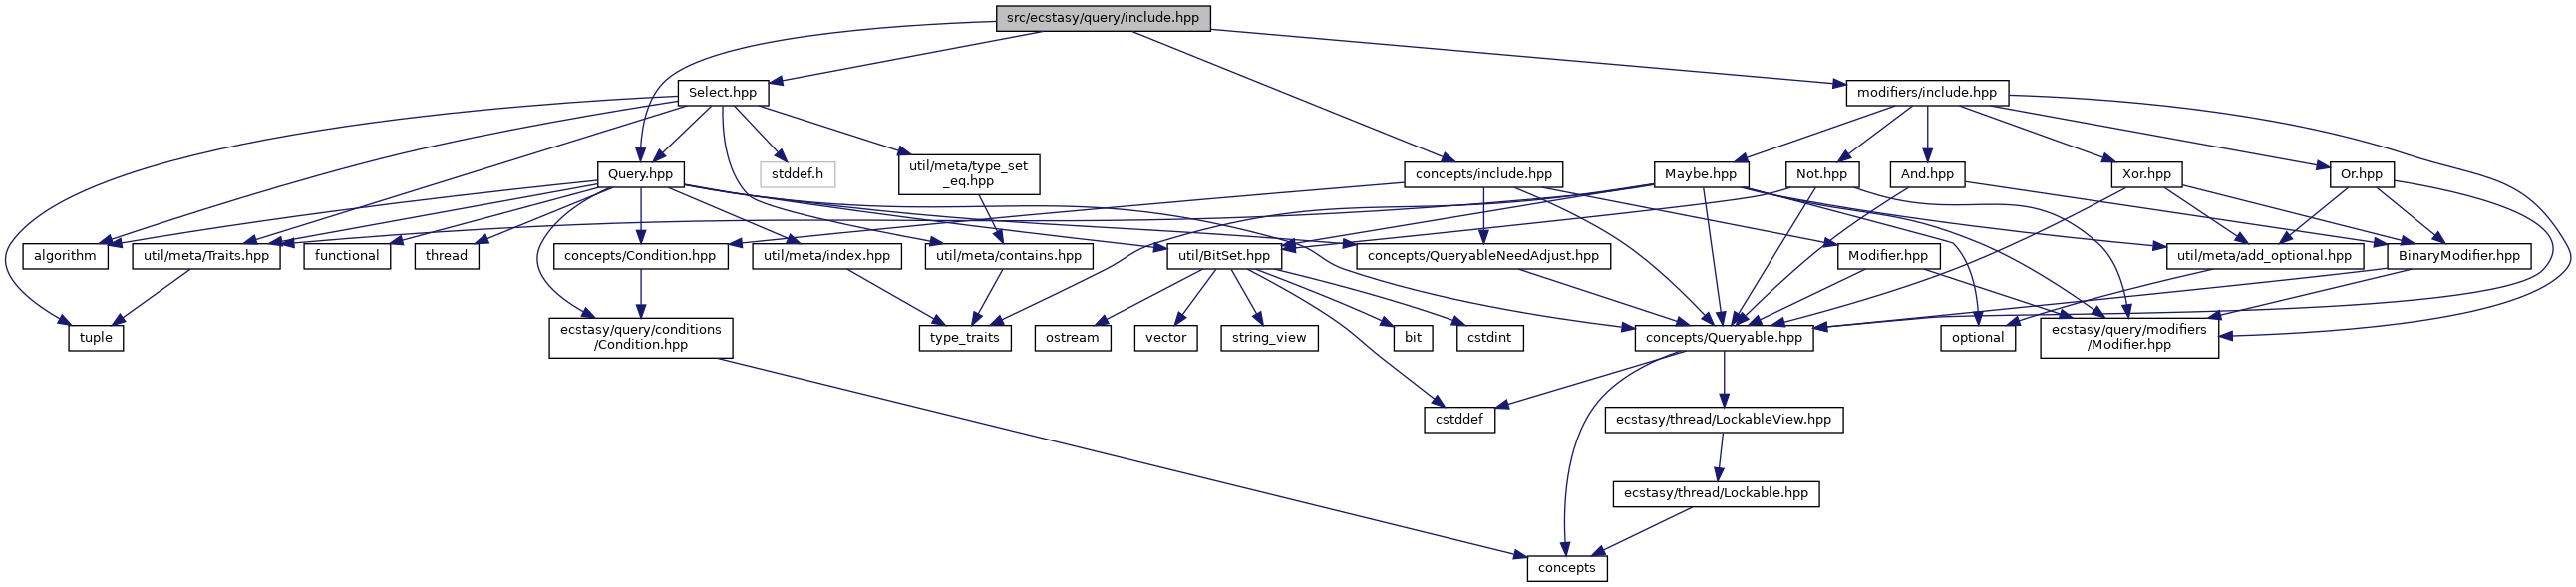 src/ecstasy/query/include.hpp
Select.hpp
modifiers/include.hpp
Query.hpp
stddef.h
util/meta/type_set
_eq.hpp
concepts/include.hpp
Maybe.hpp
Not.hpp
And.hpp
Xor.hpp
Or.hpp
algorithm
util/meta/Traits.hpp
functional
thread
concepts/Condition.hpp
util/meta/index.hpp
util/meta/contains.hpp
util/BitSet.hpp
concepts/QueryableNeedAdjust.hpp
Modifier.hpp
util/meta/add_optional.hpp
BinaryModifier.hpp
tuple
ecstasy/query/conditions
/Condition.hpp
type_traits
ostream
vector
string_view
bit
cstdint
concepts/Queryable.hpp
optional
ecstasy/query/modifiers
/Modifier.hpp
cstddef
ecstasy/thread/LockableView.hpp
ecstasy/thread/Lockable.hpp
concepts